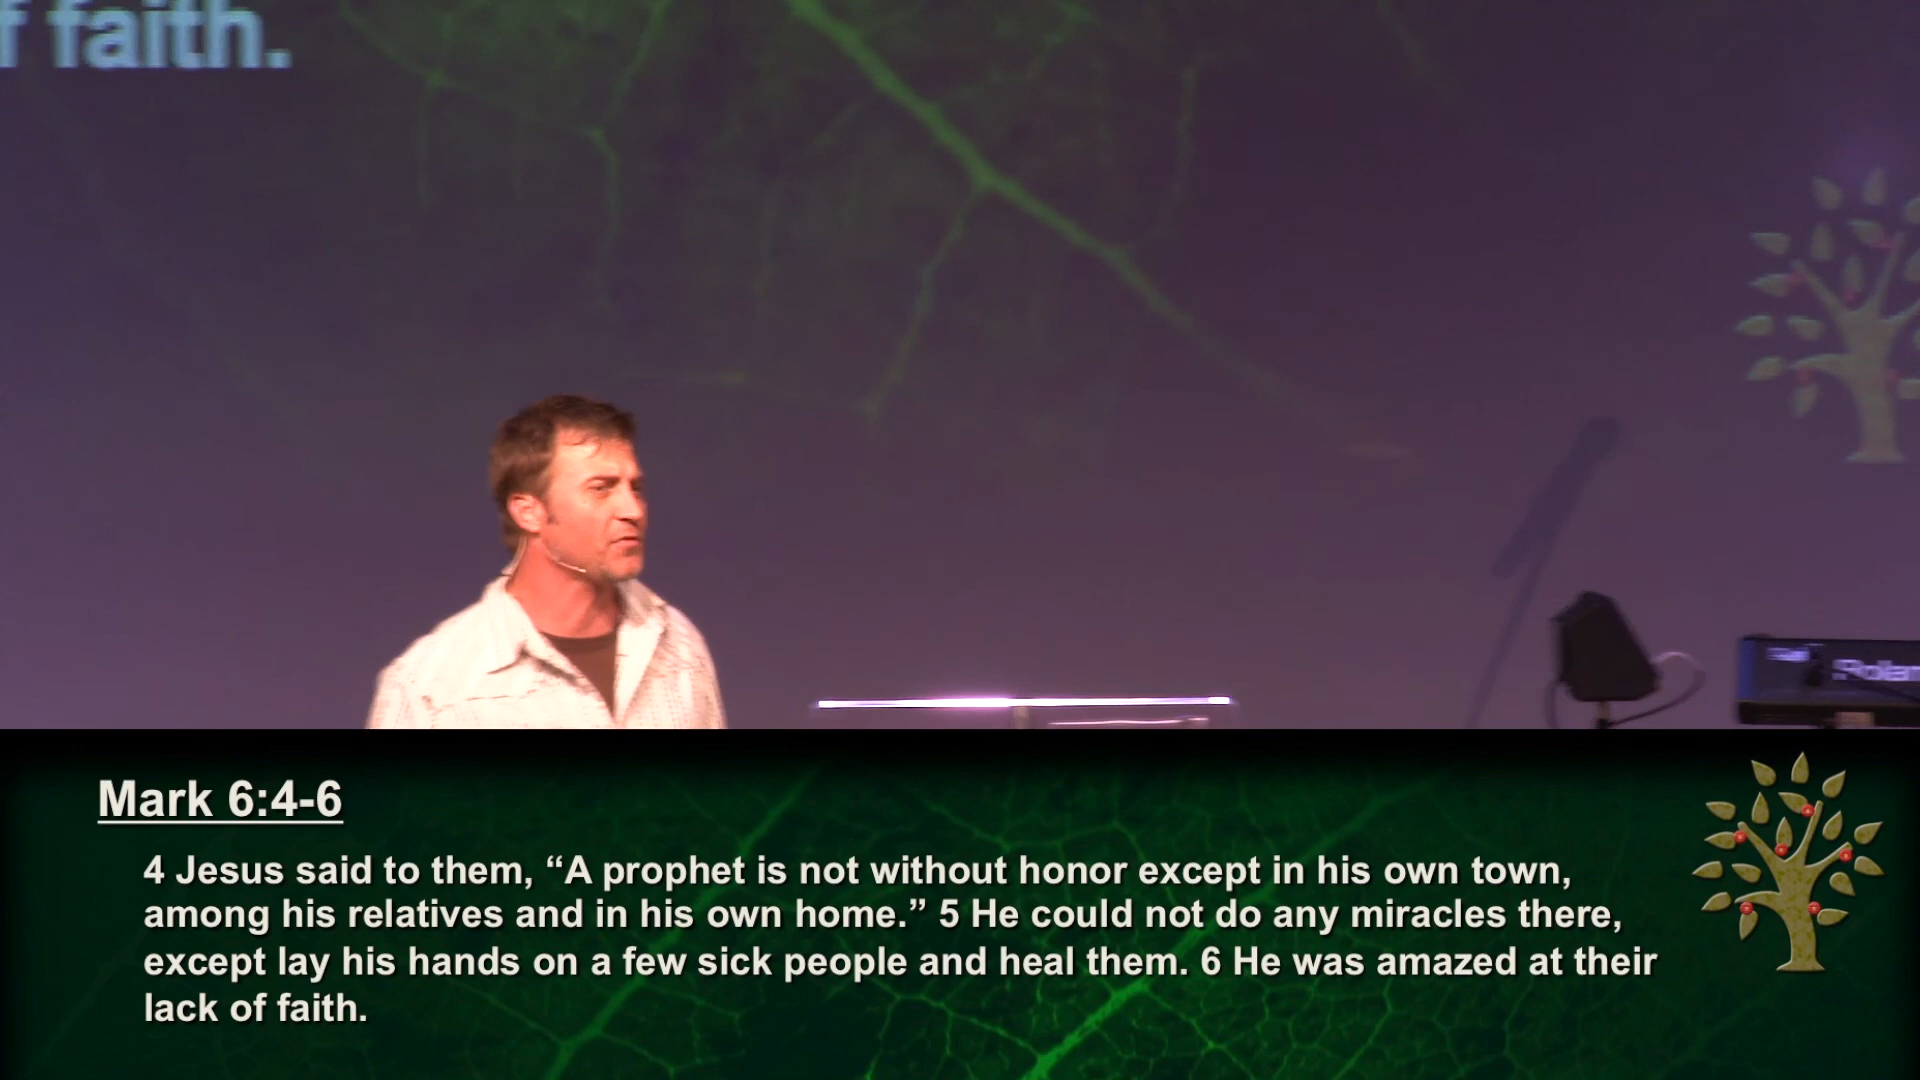 f faith.
Rolan
Mark 6:4-6
4 Jesus said to them, “A prophet is not without honor except in his own town,
among his relatives and in his own home.” 5 He could not do any miracles there,
except lay his hands on a few sick people and heal them. 6 He was amazed at their
lack of faith.